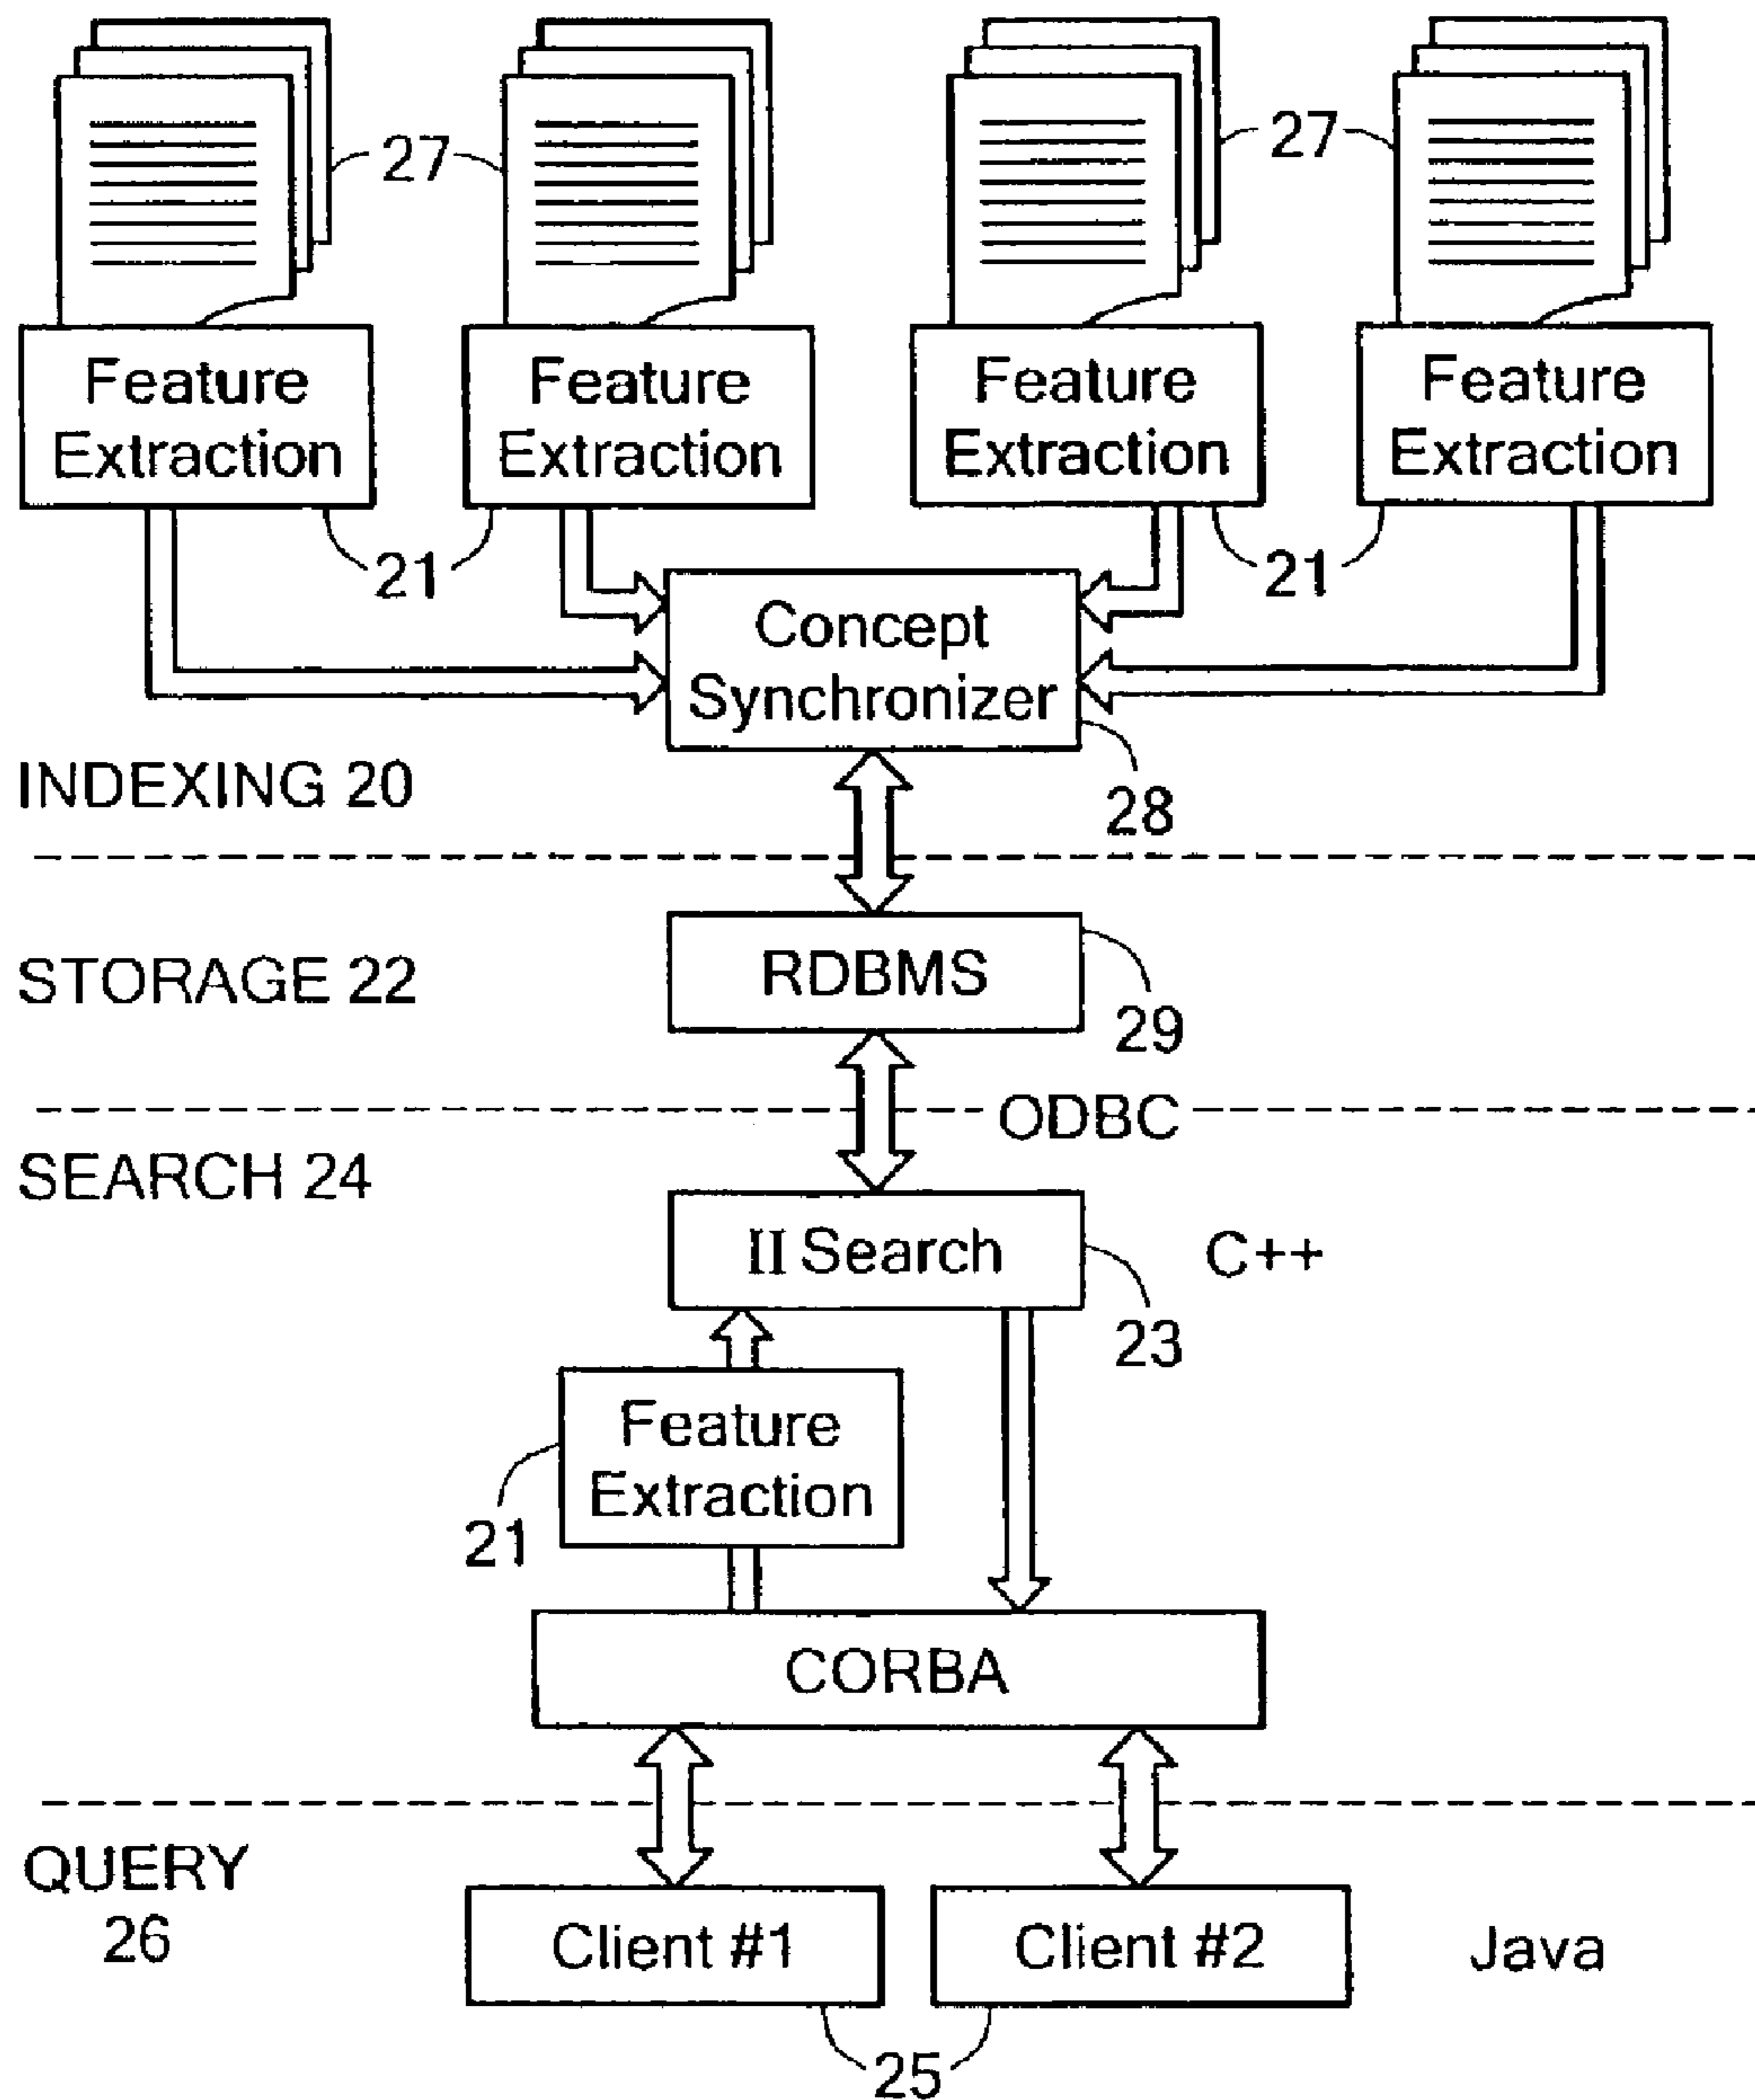 27
27
Feature
Extraction
Feature
Extraction
Feature
Extraction
Feature
Extraction
21
21
Concept
Synchronizer
28
INDEXING 20
RDBMS
STORAGE 22
29
ODBC
SEARCH 24
II Search
C++
23
Feature
Extraction
21
CORBA
QUERY
26
Client #1
Client #2
Java
25